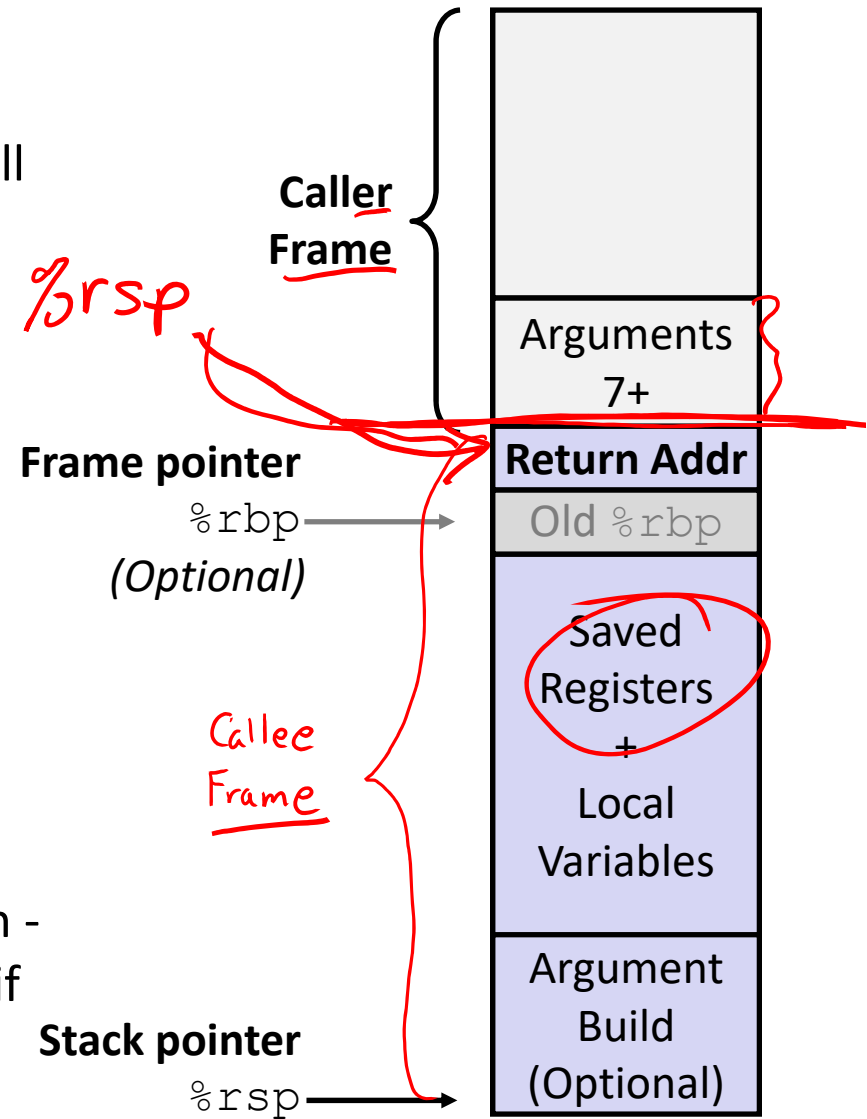 ll
Caller
Frame
%rsp
Arguments
7+
Frame pointer
%rbp
(Optional)
Return Addr
Old %rbp
Saved
Registers
+
Local
Variables
Callee
Frame
n -
if
Argument
Build
(Optional)
Stack pointer
%rsp